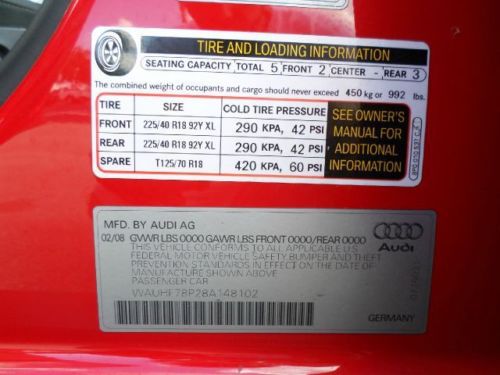 TIRE AND LOADING INFORMATION
SEATING CAPACITY TOTAL 5 FRONT 2 CENTER - REAR 3
The combined weight of occupants and cargo should never exceed 450 kg or 992 lbs.
TIRE SIZE COLD TIRE PRESSURE
FRONT 225/40 R18 92Y XL 290 KPA, 42 PSI
REAR 225/40 R18 92Y XL 290 KPA, 42 PSI
SPARE T125/70 R18 420 KPA, 60 PSI
SEE OWNER'S
MANUAL FOR
ADDITIONAL
INFORMATION
MFD. BY AUDI AG
02/08 GVWR LBS 0000 GAWR LBS FRONT 0000/REAR 0000
THIS VEHICLE CONFORMS TO ALL APPLICABLE U.S.
FEDERAL MOTOR VEHICLE SAFETY, BUMPER AND THEFT
PREVENTION STANDARDS IN EFFECT ON THE DATE OF
MANUFACTURE SHOWN ABOVE
PASSENGER CAR
WAUHF78P28A148102
Audi
GERMANY